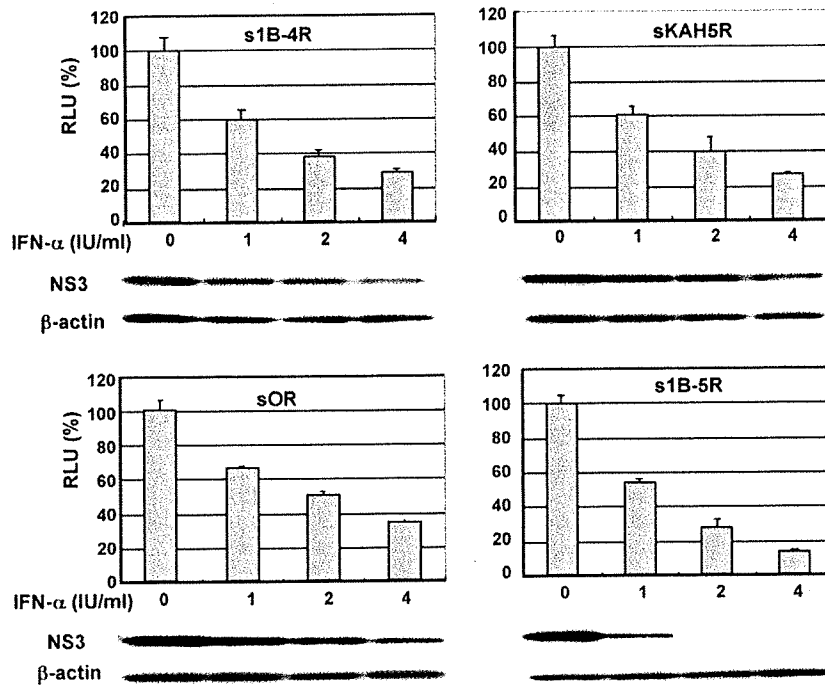 s1B-4R
RLU (%)
120
100
80
60
40
20
0
IFN-α (IU/ml)
0 1 2 4
NS3
β-actin
sKAH5R
120
100
80
60
40
20
0
0 1 2 4
sOR
RLU (%)
120
100
80
60
40
20
0
IFN-α (IU/ml)
0 1 2 4
NS3
β-actin
s1B-5R
120
100
80
60
40
20
0
0 1 2 4